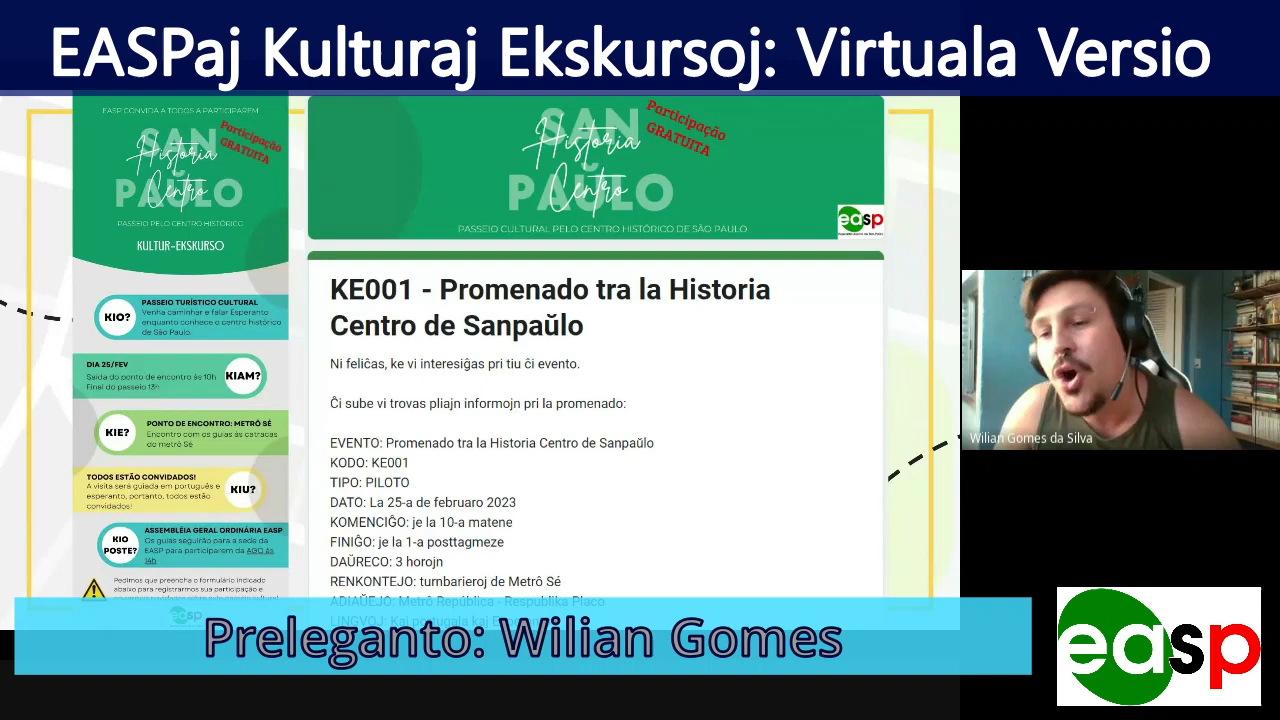 EASPaj Kulturaj Ekskursoj: Virtuala Versio
EASP CONVIDA A TODOS A PARTICIPAREM
SAN
PAŬLO
Historia
Centro
Participação
GRATUITA
PASSEIO PELO CENTRO HISTÓRICO
KULTUR-EKSKURSO
KIO?
PASSEIO TURÍSTICO CULTURAL
Venha caminhar e falar Esperanto
enquanto conhece o centro histórico
de São Paulo.
DIA 25/FEV
Saída do ponto de encontro às 10h
Final do passeio 13h
KIAM?
KIE?
PONTO DE ENCONTRO: METRÔ SÉ
Encontro com os guias às catracas
do metrô Sé
TODOS ESTÃO CONVIDADOS!
A visita será guiada em português e
esperanto, portanto, todos estão
convidados!
KIU?
KIO
POSTE?
ASSEMBLÉIA GERAL ORDINÁRIA EASP
Os guias seguirão para a sede da
EASP para participarem da AGO às
14h
Pedimos que preencha o formulário indicado
abaixo para registrarmos sua participação e
easp
SAN
PAŬLO
Historia
Centro
Participação
GRATUITA
PASSEIO CULTURAL PELO CENTRO HISTÓRICO DE SÃO PAULO
easp
KE001 - Promenado tra la Historia
Centro de Sanpaŭlo
Ni feliĉas, ke vi interesiĝas pri tiu ĉi evento.
Ĉi sube vi trovas pliajn informojn pri la promenado:
EVENTO: Promenado tra la Historia Centro de Sanpaŭlo
KODO: KE001
TIPO: PILOTO
DATO: La 25-a de februaro 2023
KOMENCIĜO: je la 10-a matene
FINIĜO: je la 1-a posttagmeze
DAŬRECO: 3 horojn
RENKONTEJO: turnbarieroj de Metrô Sé
ADIAŬEJO: Metrô República - Respublika Placo
LINGVOJ: Kaj portugala kaj
Wilian Gomes da Silva
Preleganto: Wilian Gomes
easp